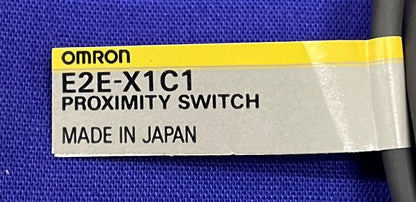 OMRON
E2E-X1C1
PROXIMITY SWITCH
MADE IN JAPAN